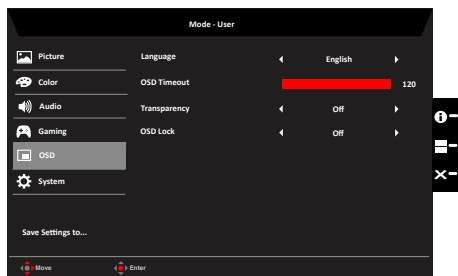 Mode - User
Picture
Color
Audio
Gaming
OSD
System
Language English
OSD Timeout 120
Transparency Off
OSD Lock Off
Save Settings to...
Move Enter